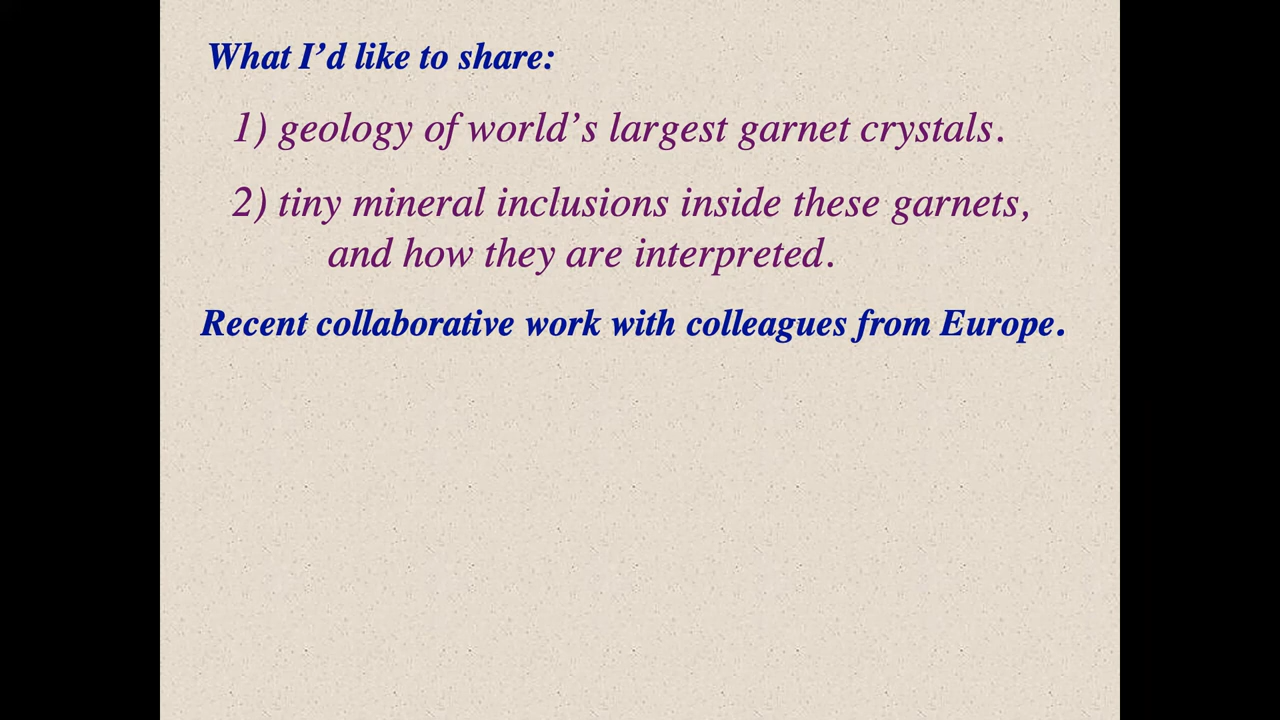 What I’d like to share:
1) geology of world’s largest garnet crystals.
2) tiny mineral inclusions inside these garnets,
and how they are interpreted.
Recent collaborative work with colleagues from Europe.